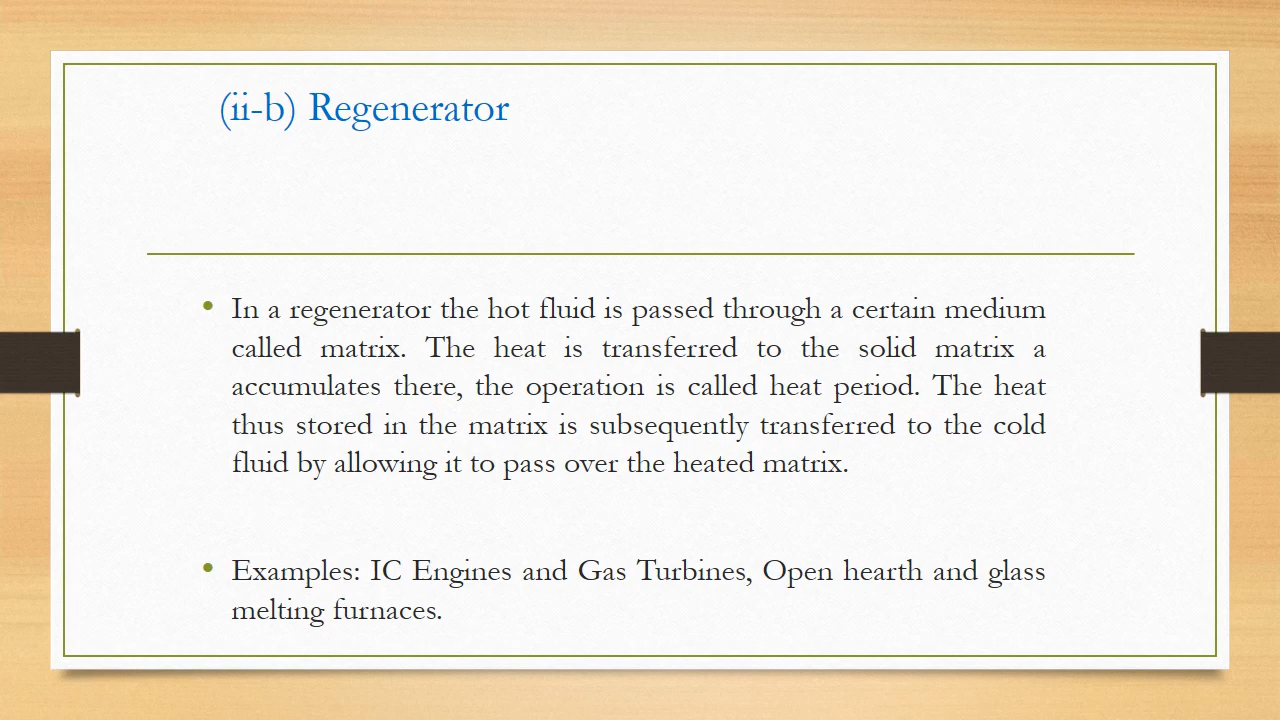 (ii-b) Regenerator
• In a regenerator the hot fluid is passed through a certain medium
called matrix. The heat is transferred to the solid matrix a
accumulates there, the operation is called heat period. The heat
thus stored in the matrix is subsequently transferred to the cold
fluid by allowing it to pass over the heated matrix.
• Examples: IC Engines and Gas Turbines, Open hearth and glass
melting furnaces.